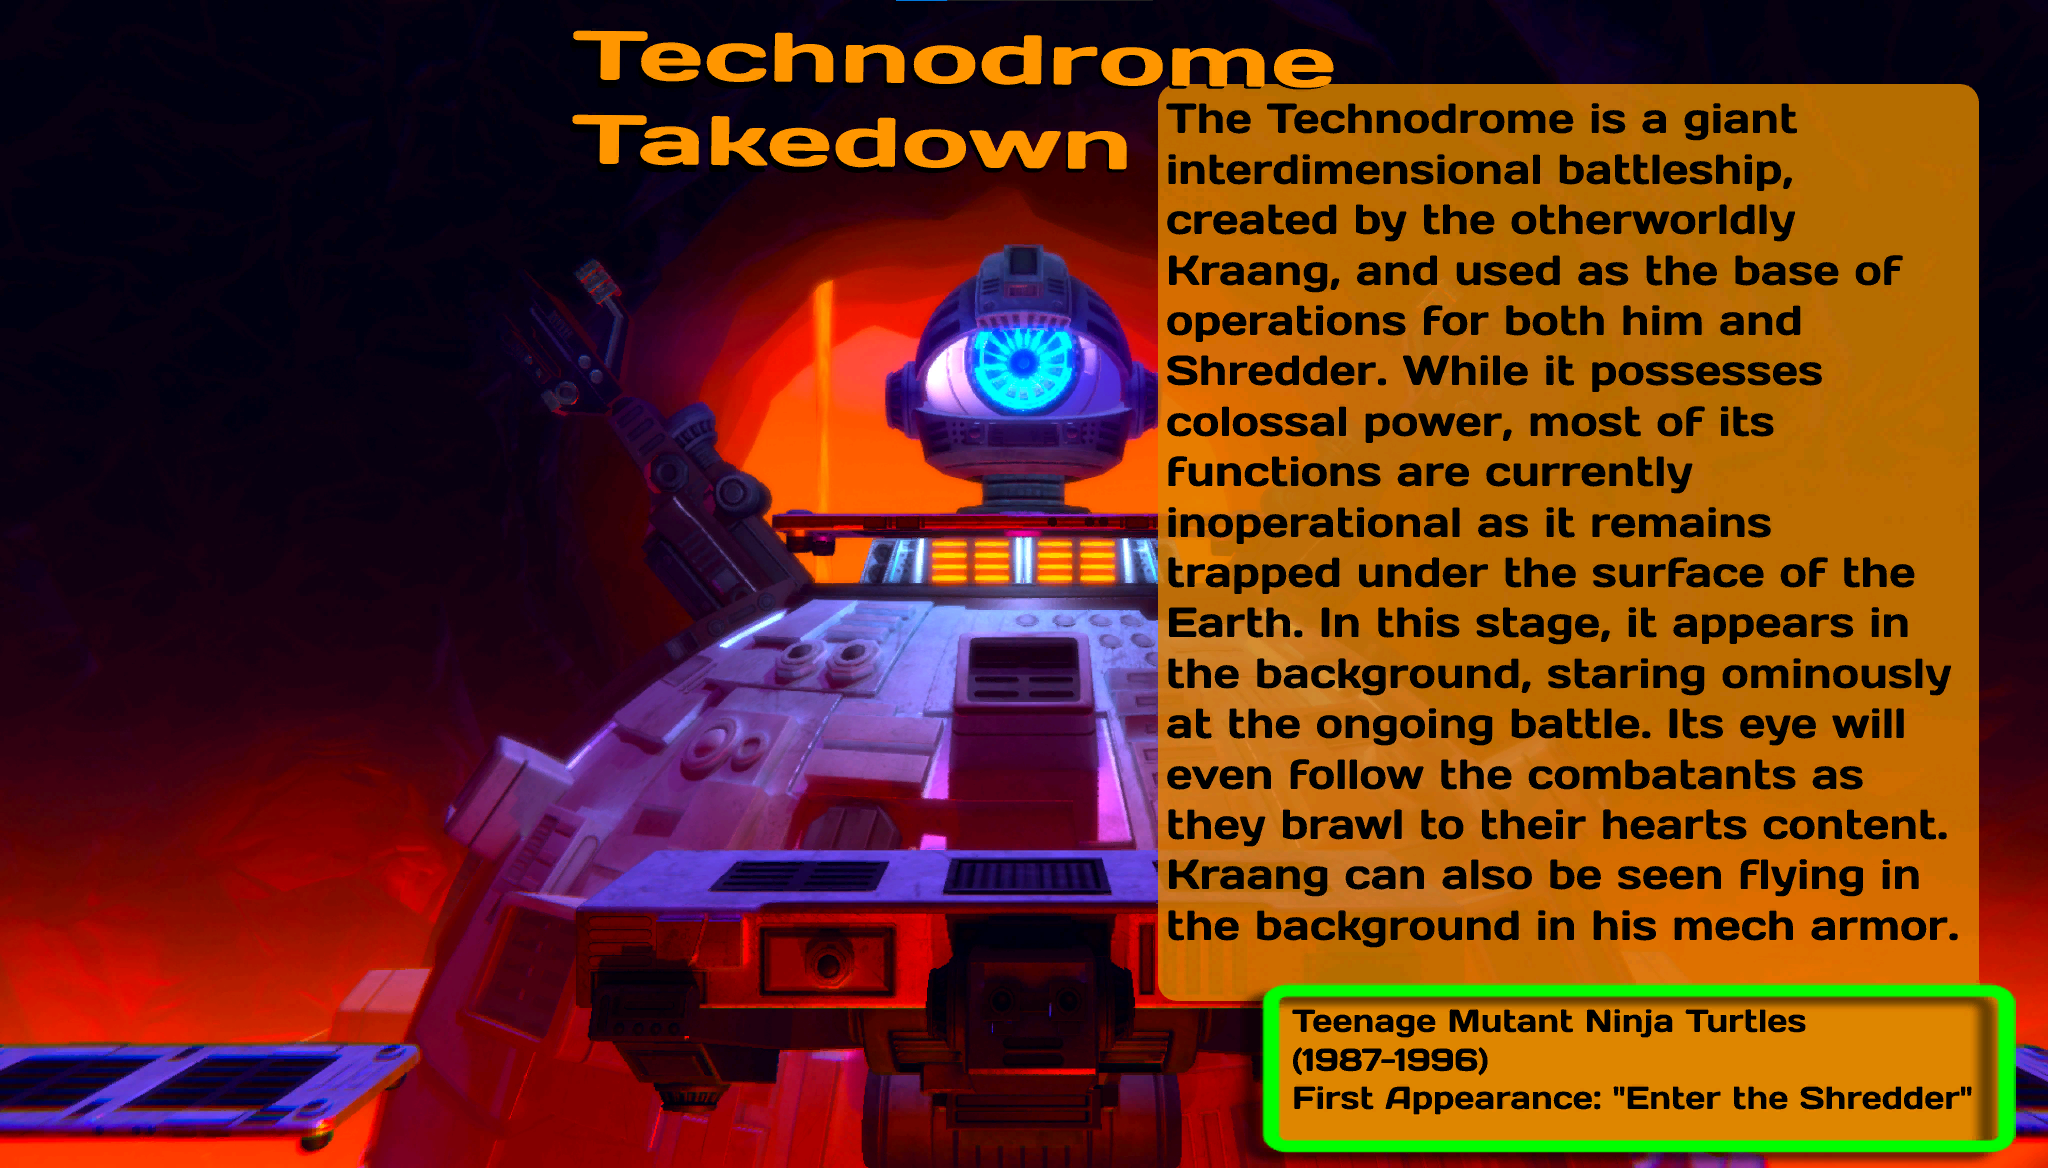 Technodrome
Takedown
The Technodrome is a giant
interdimensional battleship,
created by the otherworldly
Kraang, and used as the base of
operations for both him and
Shredder. While it possesses
colossal power, most of its
functions are currently
inoperational as it remains
trapped under the surface of the
Earth. In this stage, it appears in
the background, staring ominously
at the ongoing battle. Its eye will
even follow the combatants as
they brawl to their hearts content.
Kraang can also be seen flying in
the background in his mech armor.
Teenage Mutant Ninja Turtles
(1987-1996)
First Appearance: "Enter the Shredder"